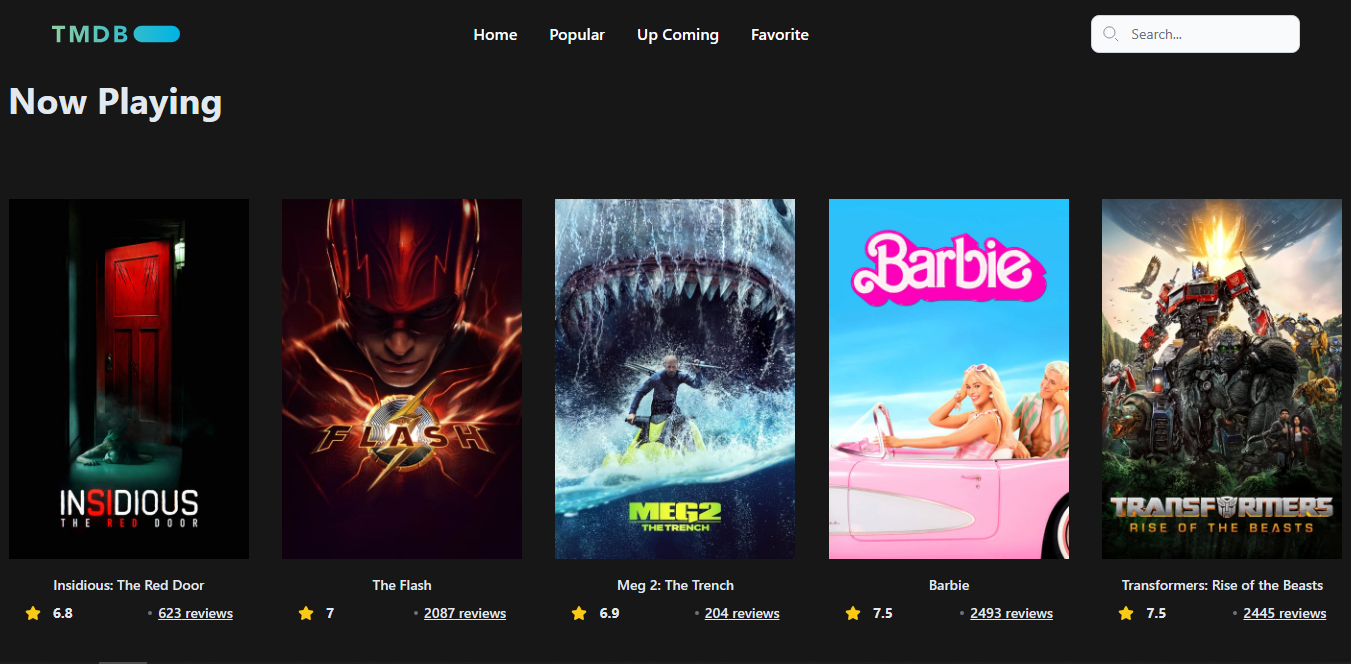 TMDB
Home Popular Up Coming Favorite
Search...
Now Playing
INSIDIOUS
THE RED DOOR
FLASH
MEG2
THE TRENCH
Barbie
TRANSFORMERS
RISE OF THE BEASTS
Insidious: The Red Door
6.8 • 623 reviews
The Flash
7 • 2087 reviews
Meg 2: The Trench
6.9 • 204 reviews
Barbie
7.5 • 2493 reviews
Transformers: Rise of the Beasts
7.5 • 2445 reviews